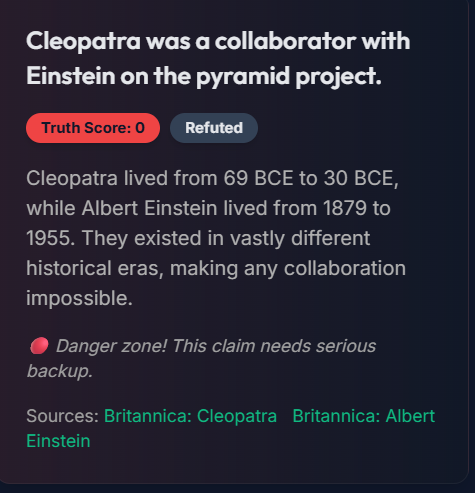 Cleopatra was a collaborator with
Einstein on the pyramid project.
Truth Score: 0 Refuted
Cleopatra lived from 69 BCE to 30 BCE,
while Albert Einstein lived from 1879 to
1955. They existed in vastly different
historical eras, making any collaboration
impossible.
Danger zone! This claim needs serious
backup.
Sources: Britannica: Cleopatra Britannica: Albert
Einstein